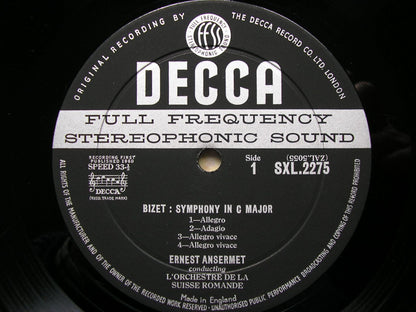 ORIGINAL RECORDING BY THE DECCA RECORD CO. LTD. LONDON
FULL FREQUENCY
ffss
STEREOPHONIC SOUND
DECCA
FULL FREQUENCY
STEREOPHONIC SOUND
RECORDING FIRST
PUBLISHED 1960
SPEED 33⅓
DECCA
(REGD. TRADE MARK)
Side
1
(ZAL.5055)
SXL.2275
BIZET : SYMPHONY IN C MAJOR
1—Allegro
2—Adagio
3—Allegro vivace
4—Allegro vivace
ERNEST ANSERMET
conducting
L'ORCHESTRE DE LA
SUISSE ROMANDE
Made in England
ALL RIGHTS OF THE MANUFACTURER AND OF THE OWNER OF THE RECORDED WORK RESERVED - UNAUTHORISED PUBLIC PERFORMANCE BROADCASTING AND COPYING OF THIS RECORD PROHIBITED